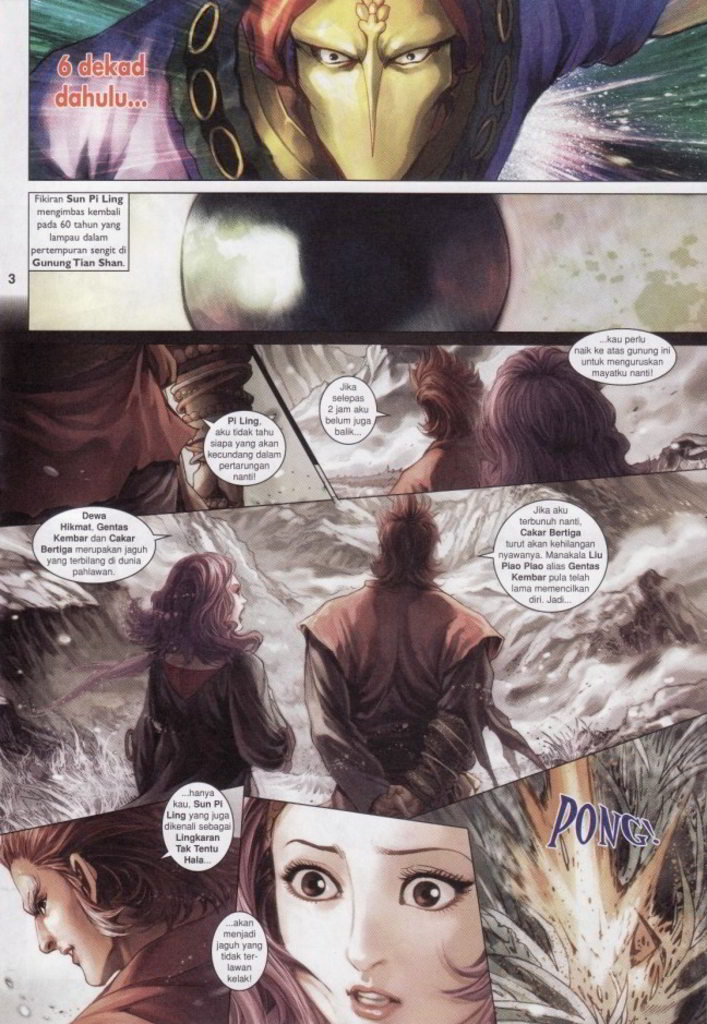 6 dekad
dahulu...
Fikiran Sun Pi Ling
mengimbas kembali
pada 60 tahun yang
lampau dalam
pertempuran sengit di
Gunung Tian Shan.
3
Pi Ling,
aku tidak tahu
siapa yang akan
kecundang dalam
pertarungan
nanti!
Jika
selepas
2 jam aku
belum juga
balik...
...kau perlu
naik ke atas gunung ini
untuk menguruskan
mayatku nanti!
Dewa
Hikmat, Gentas
Kembar dan Cakar
Bertiga merupakan jaguh
yang terbilang di dunia
pahlawan.
Jika aku
terbunuh nanti,
Cakar Bertiga
turut akan kehilangan
nyawanya. Manakala Liu
Piao Piao alias Gentas
Kembar pula telah
lama memencilkan
diri. Jadi...
...hanya
kau, Sun Pi
Ling yang juga
dikenali sebagai
Lingkaran
Tak Tentu
Hala...
...akan
menjadi
jaguh yang
tidak ter-
lawan
kelak!
PONG!